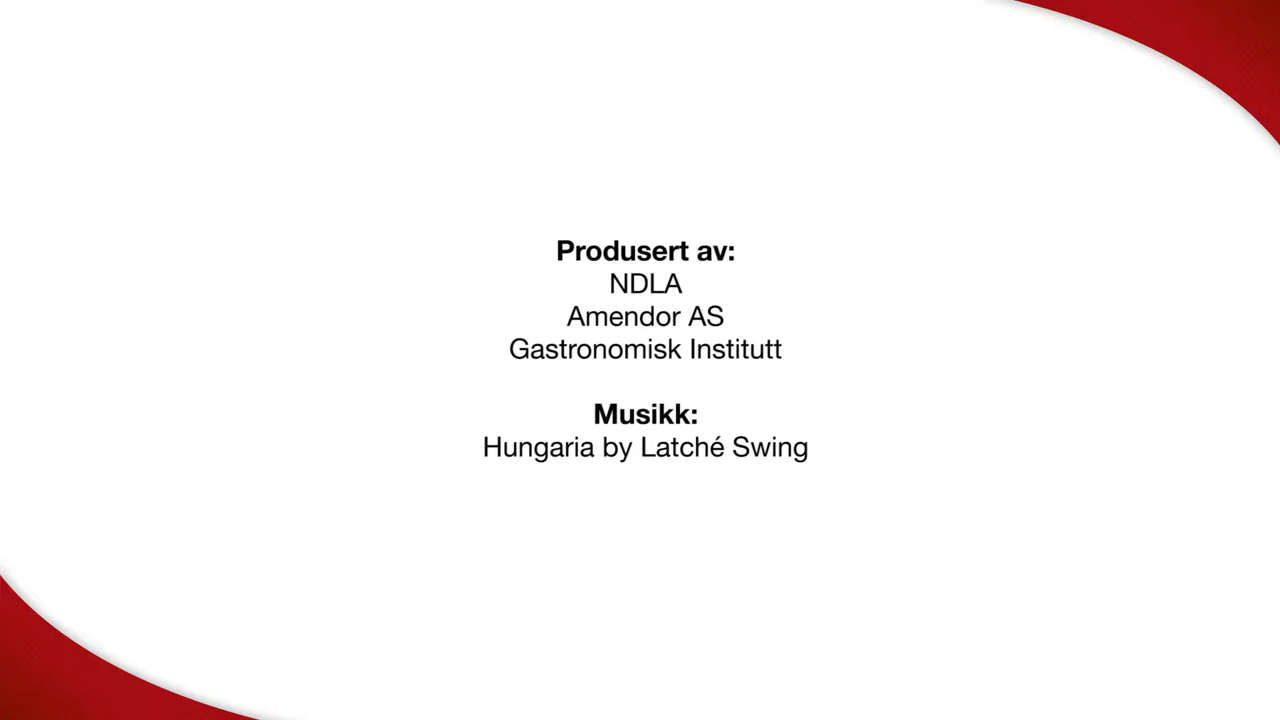 Produsert av:
NDLA
Amendor AS
Gastronomisk Institutt
Musikk:
Hungaria by Latché Swing